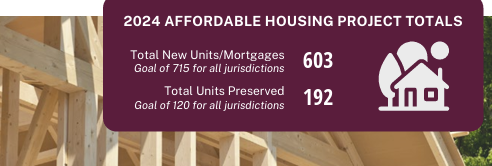 2024 AFFORDABLE HOUSING PROJECT TOTALS
Total New Units/Mortgages 603
Goal of 715 for all jurisdictions
Total Units Preserved 192
Goal of 120 for all jurisdictions